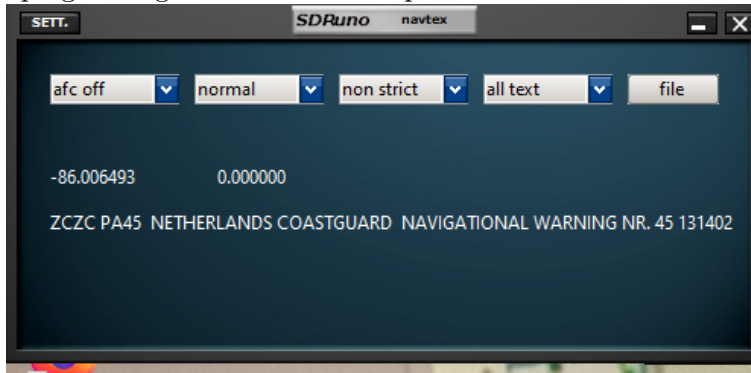 SETT.
SDRuno navtex
afc off normal non strict all text file
-86.006493 0.000000
ZCZC PA45 NETHERLANDS COASTGUARD NAVIGATIONAL WARNING NR. 45 131402